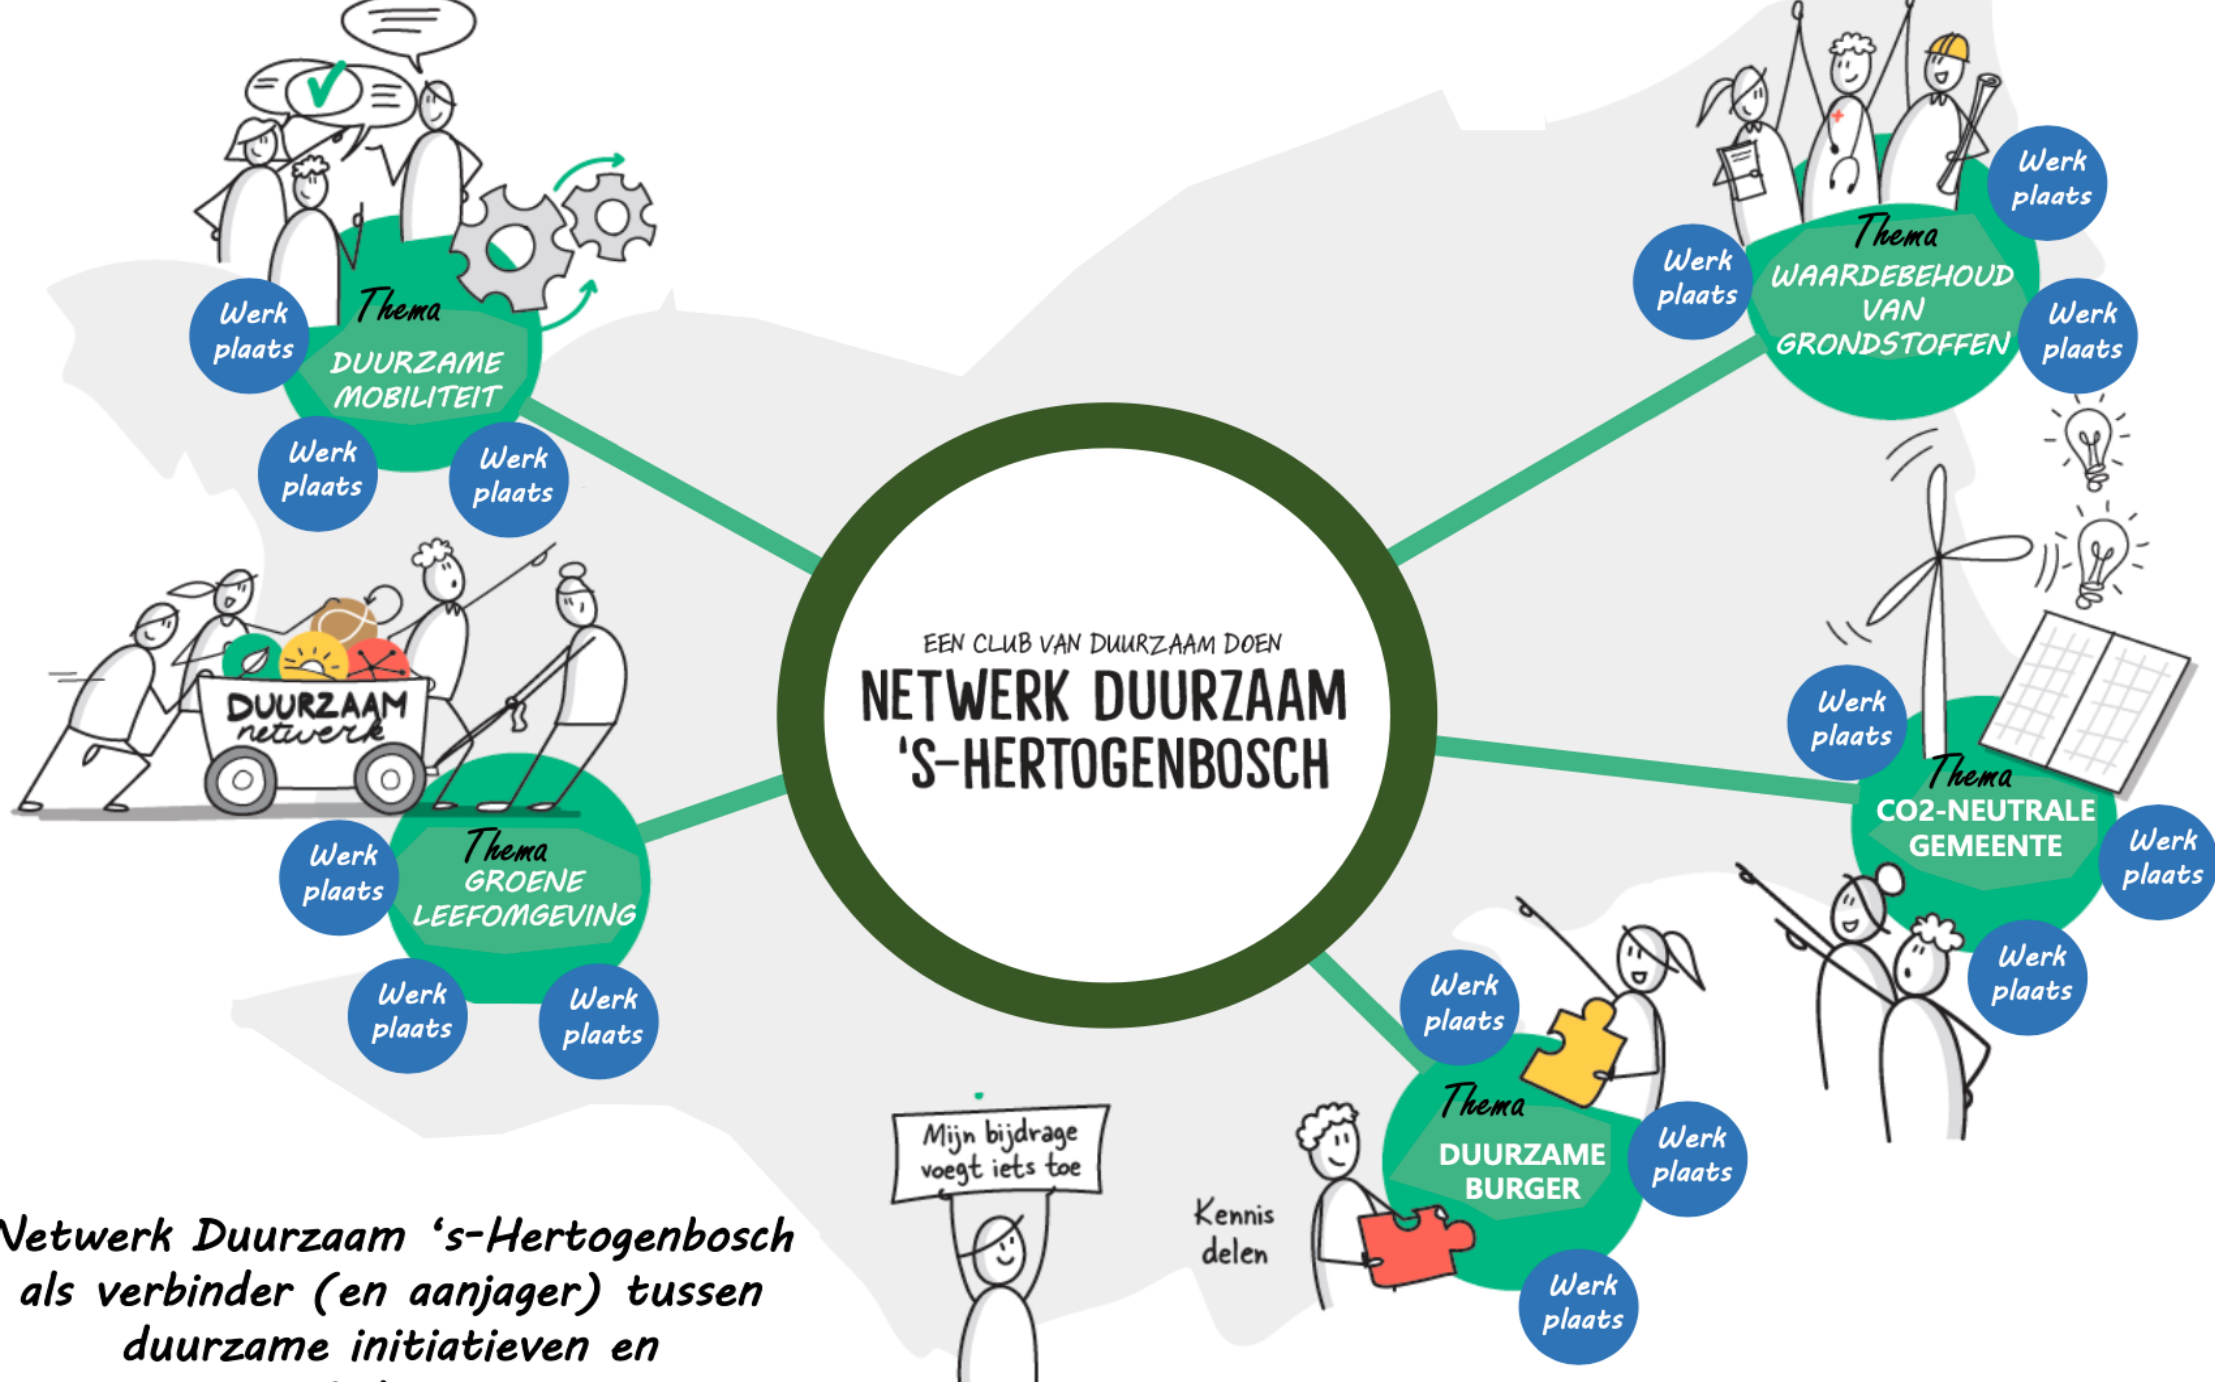 Thema
DUURZAME
MOBILITEIT
Werk
plaats
Werk
plaats
Werk
plaats
Thema
WAARDEBEHOUD
VAN
GRONDSTOFFEN
Werk
plaats
Werk
plaats
Werk
plaats
EEN CLUB VAN DUURZAAM DOEN
NETWERK DUURZAAM
'S-HERTOGENBOSCH
DUURZAAM
netwerk
Thema
GROENE
LEEFOMGEVING
Werk
plaats
Werk
plaats
Werk
plaats
Thema
CO2-NEUTRALE
GEMEENTE
Werk
plaats
Werk
plaats
Werk
plaats
Thema
DUURZAME
BURGER
Werk
plaats
Werk
plaats
Werk
plaats
Mijn bijdrage
voegt iets toe
Kennis
delen
Netwerk Duurzaam 's-Hertogenbosch
als verbinder (en aanjager) tussen
duurzame initiatieven en